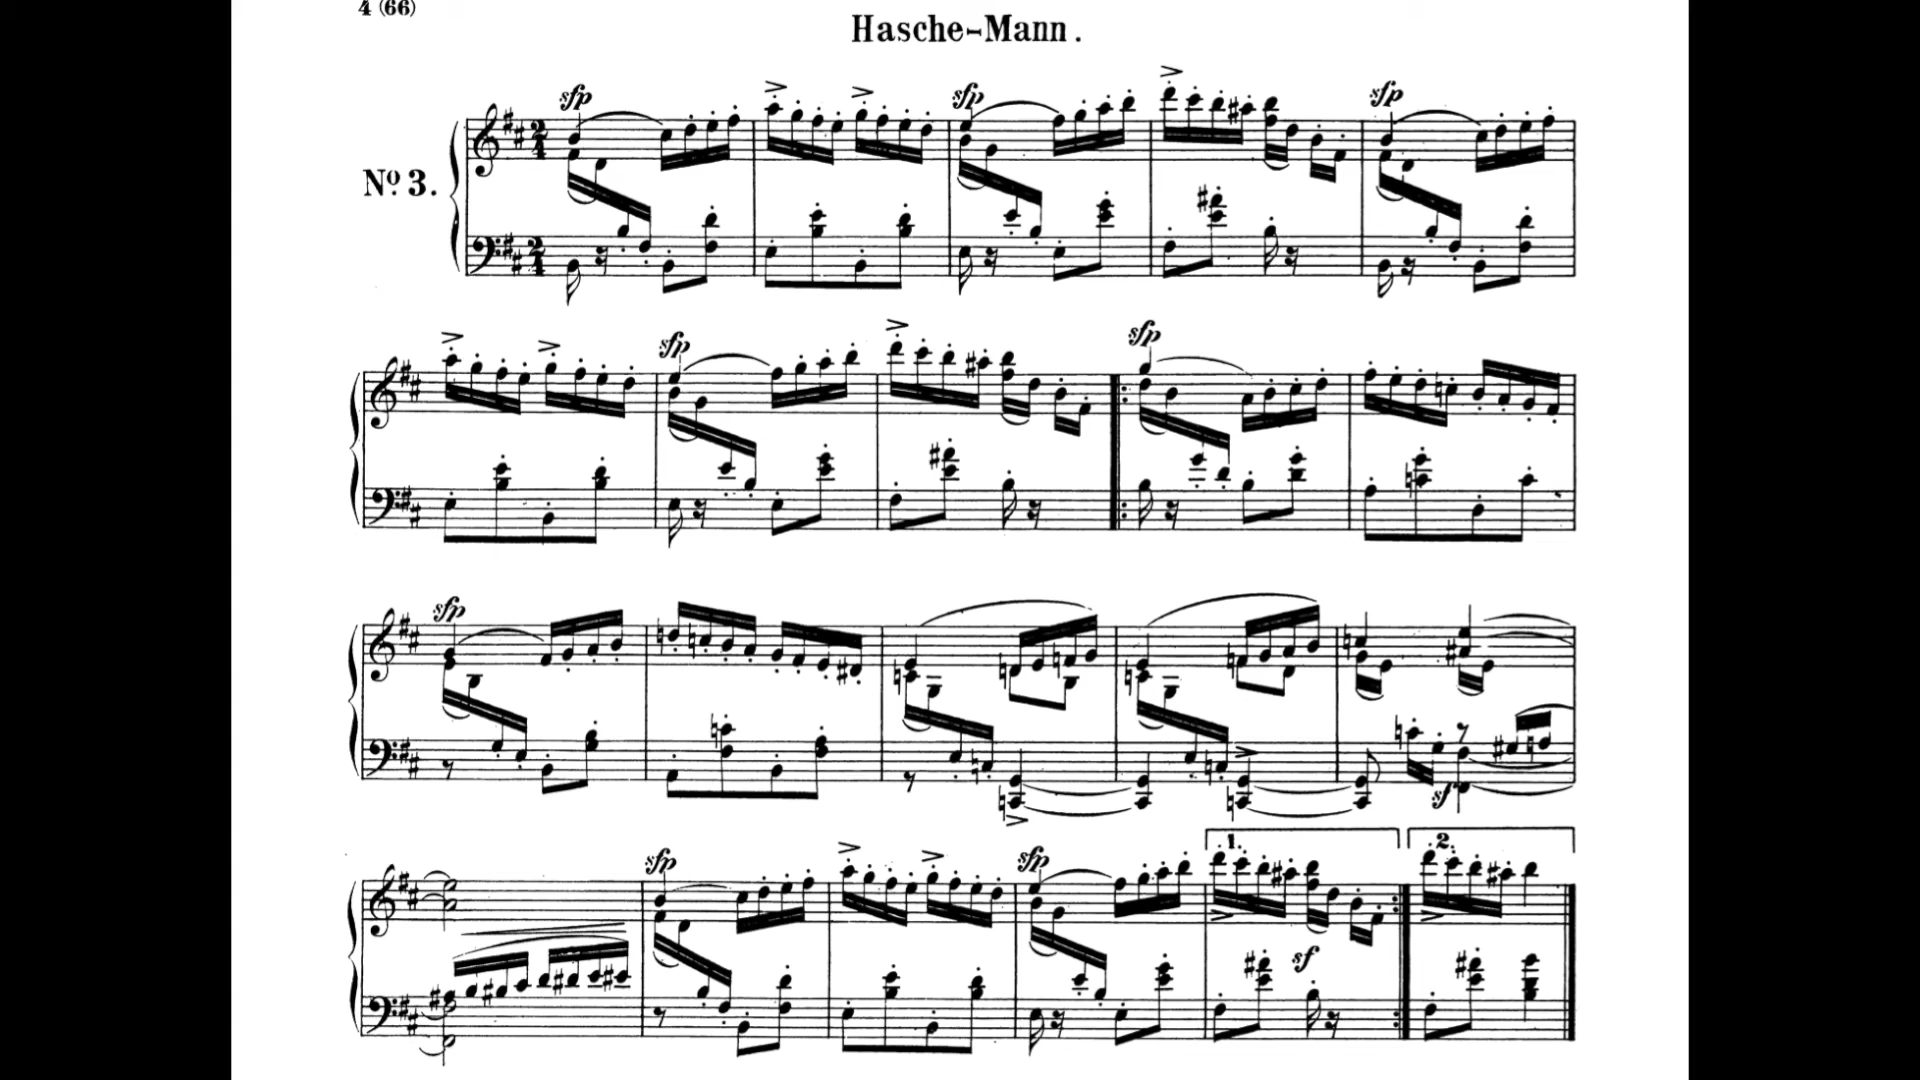 4 (66)
Hasche-Mann.
sfp sfp sfp
Nº 3.
sfp sfp
sfp
sf
1. 2.
sfp sfp
sf